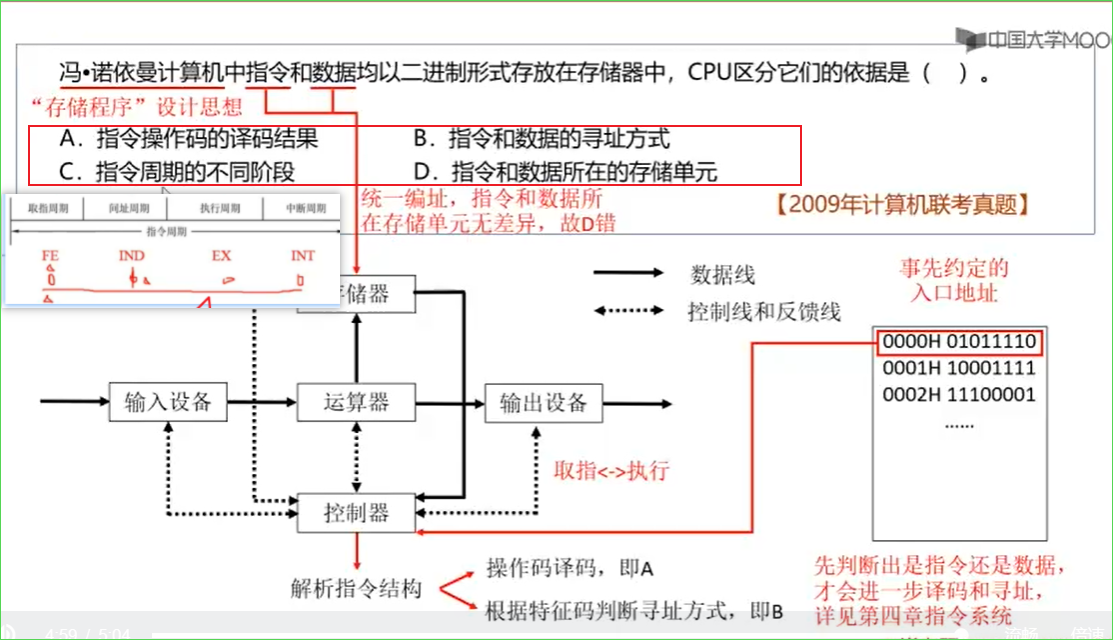 中国大学MOO
冯•诺依曼计算机中指令和数据均以二进制形式存放在存储器中，CPU区分它们的依据是（ ）。
“存储程序”设计思想
A．指令操作码的译码结果 B．指令和数据的寻址方式
C．指令周期的不同阶段 D．指令和数据所在的存储单元
统一编址，指令和数据所
在存储单元无差异，故D错
【2009年计算机联考真题】
取指周期 间址周期 执行周期 中断周期
指令周期
FE IND EX INT
存储器
数据线
控制线和反馈线
事先约定的
入口地址
0000H 01011110
0001H 10001111
0002H 11100001
......
输入设备 运算器 输出设备
取指<->执行
控制器
解析指令结构
操作码译码，即A
根据特征码判断寻址方式，即B
先判断出是指令还是数据，
才会进一步译码和寻址，
详见第四章指令系统
4:59 / 5:04
流畅 倍速